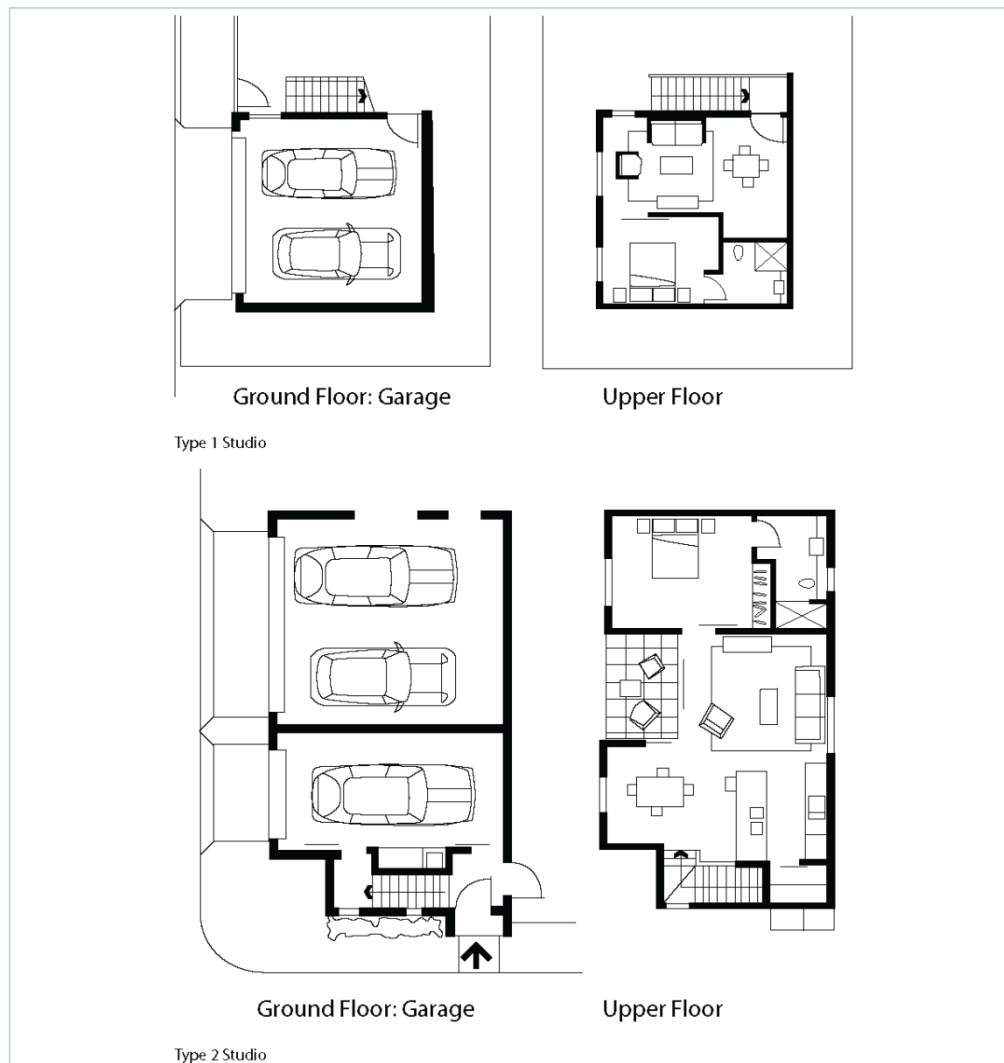 Ground Floor: Garage
Upper Floor
Type 1 Studio
Ground Floor: Garage
Upper Floor
Type 2 Studio